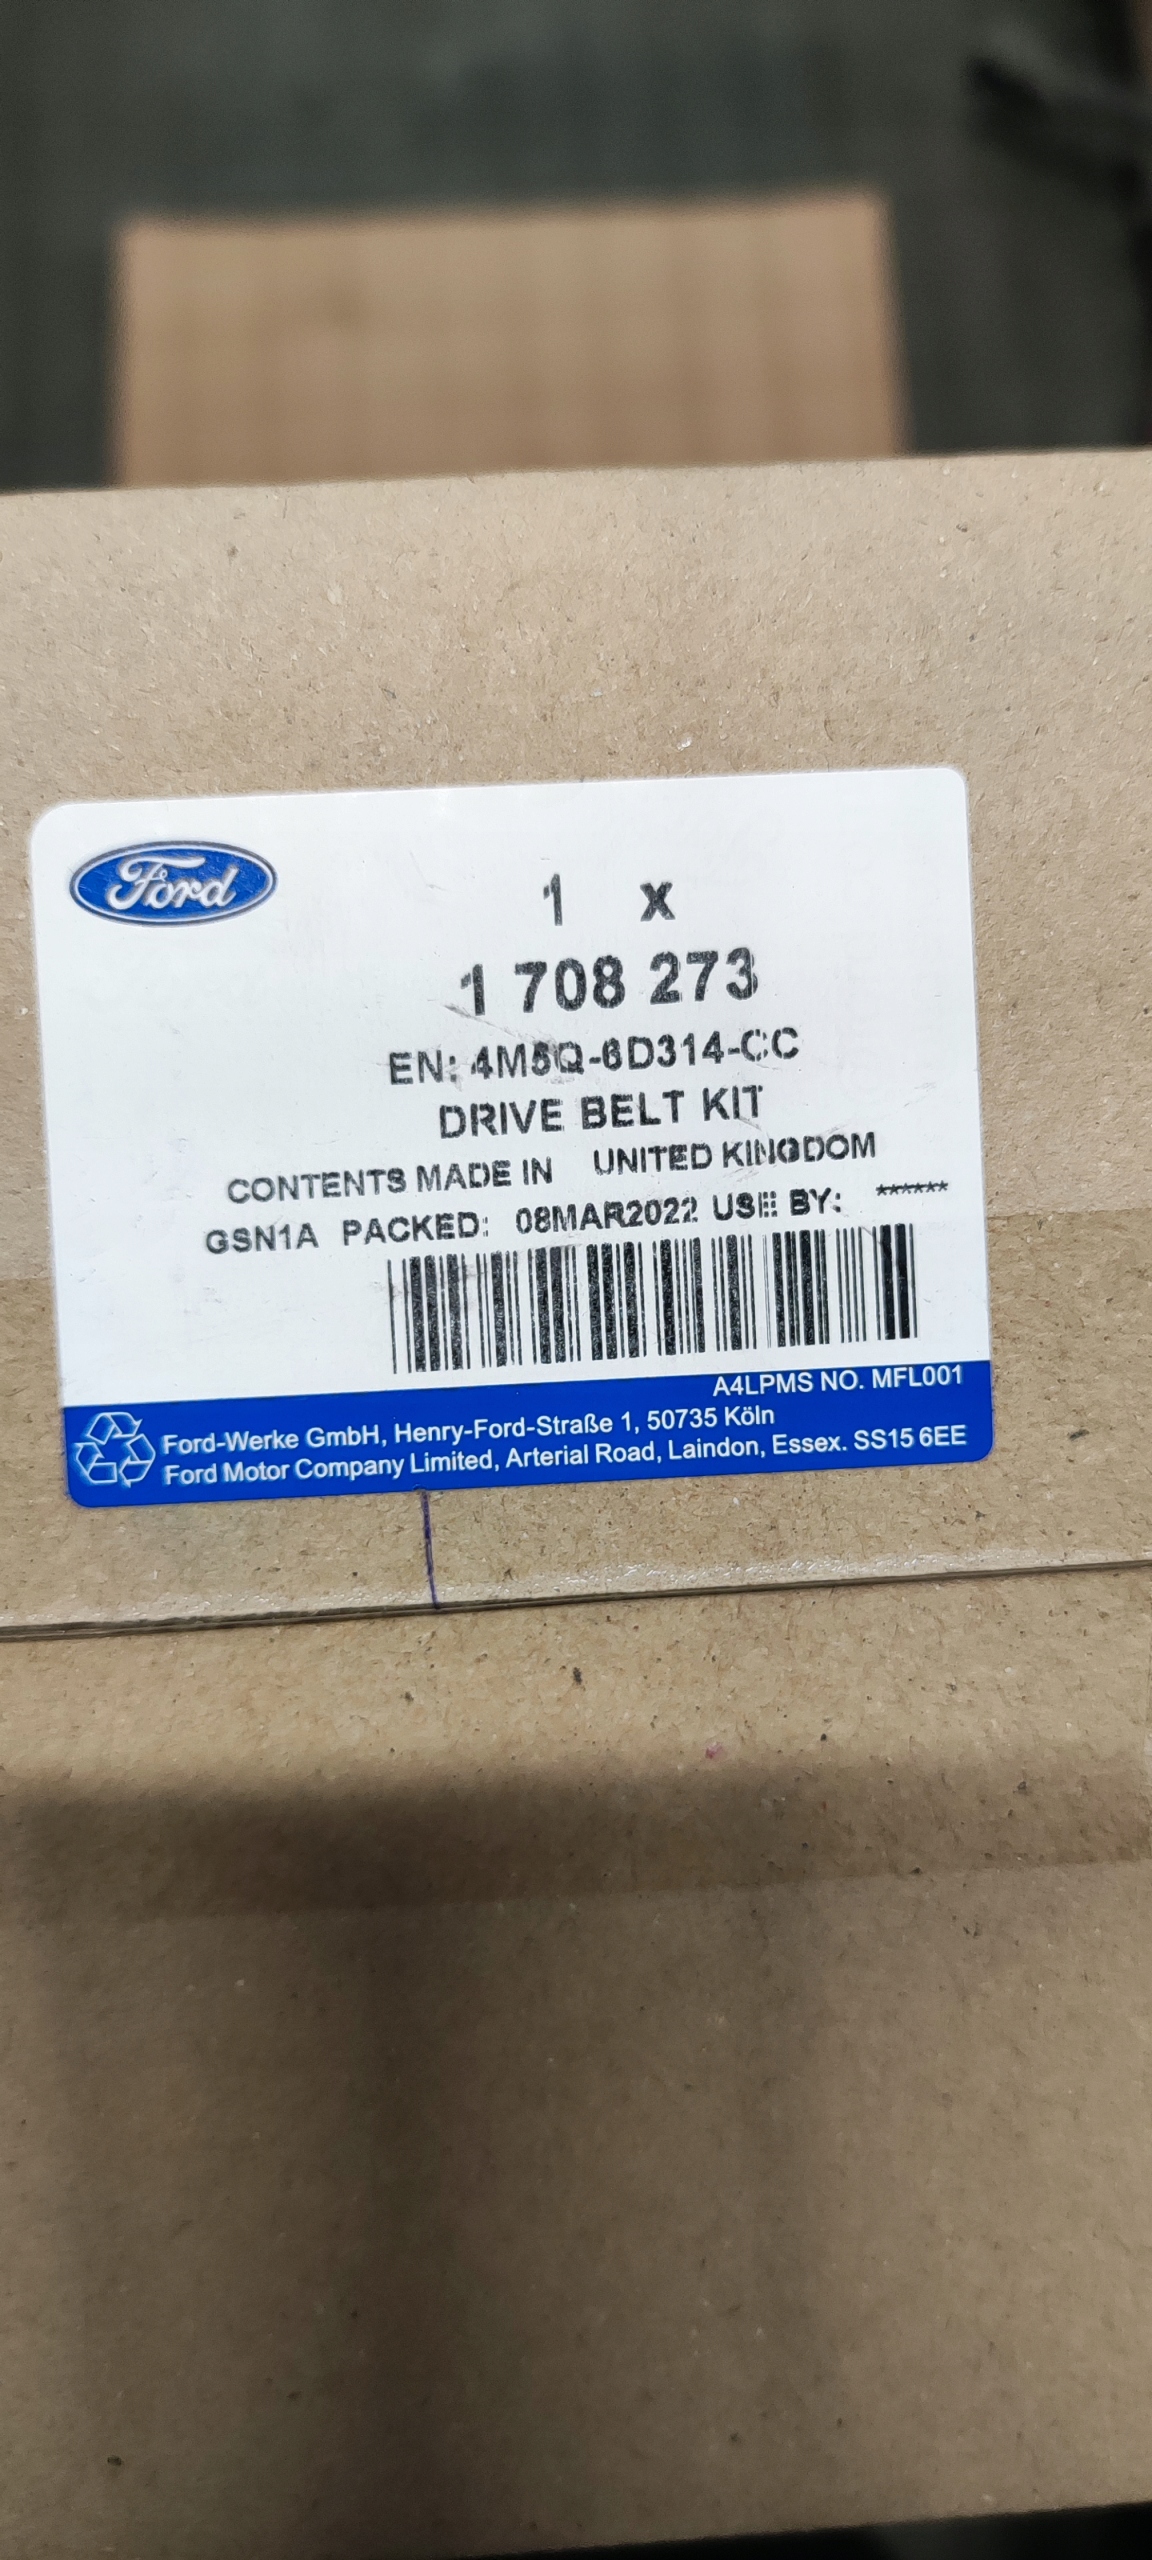 Ford
1 x
1 708 273
EN: 4M5Q-6D314-CC
DRIVE BELT KIT
CONTENTS MADE IN UNITED KINGDOM
GSN1A PACKED: 08MAR2022 USE BY: ******
A4LPMS NO. MFL001
Ford-Werke GmbH, Henry-Ford-Straße 1, 50735 Köln
Ford Motor Company Limited, Arterial Road, Laindon, Essex. SS15 6EE